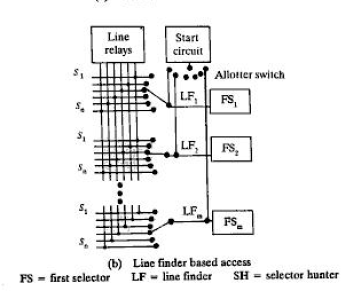 Line relays
Start circuit
Allotter switch
S1
Sn
LF1
FS1
S1
Sn
LF2
FS2
S1
Sn
LFm
FSm
(b) Line finder based access
FS = first selector LF = line finder SH = selector hunter